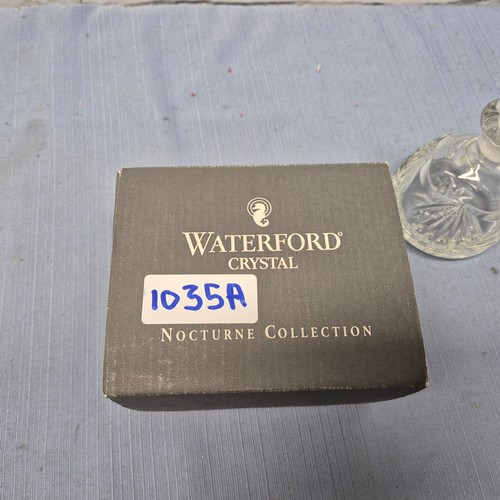 WATERFORD®
CRYSTAL
1035A
NOCTURNE COLLECTION